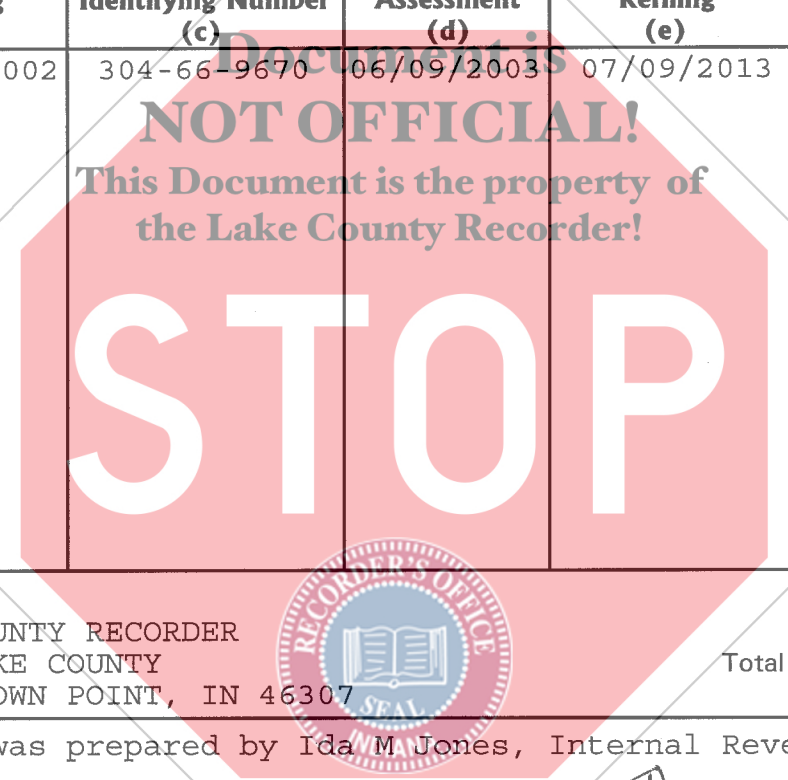 Identifying Number Assessment Refiling
(c) (d) (e)
Document is
002 304-66-9670 06/09/2003 07/09/2013
NOT OFFICIAL!
This Document is the property of
the Lake County Recorder!
STOP
RECORDER'S OFFICE
UNTY RECORDER
KE COUNTY
Total
OWN POINT, IN 46307
SEAL
INDIANA
was prepared by Ida M Jones, Internal Reve